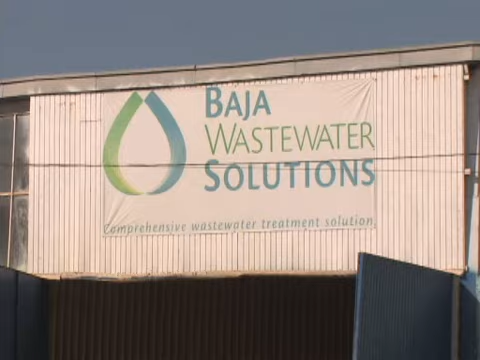 BAJA
WASTEWATER
SOLUTIONS
Comprehensive wastewater treatment solution